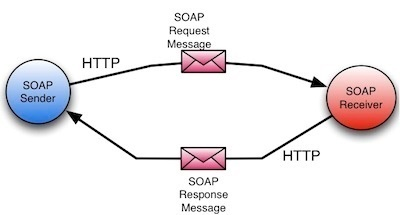 SOAP
Request
Message
HTTP
SOAP
Sender
SOAP
Receiver
HTTP
SOAP
Response
Message